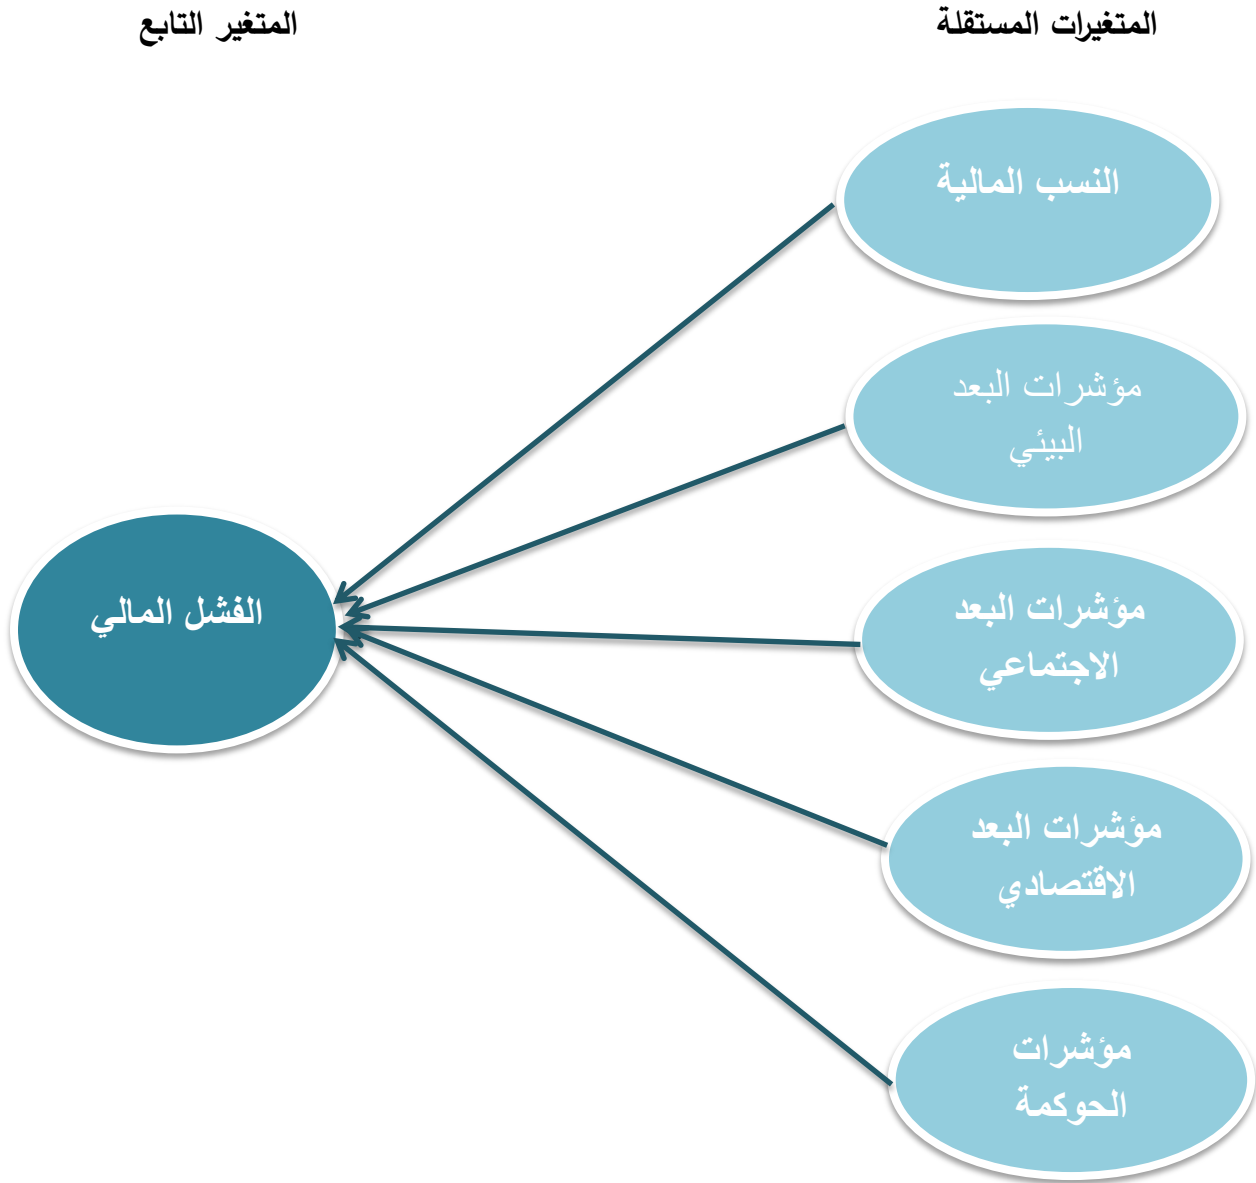 المتغيرات المستقلة
المتغير التابع
النسب المالية
مؤشرات البعد
البيئي
مؤشرات البعد
الاجتماعي
مؤشرات البعد
الاقتصادي
مؤشرات
الحوكمة
الفشل المالي